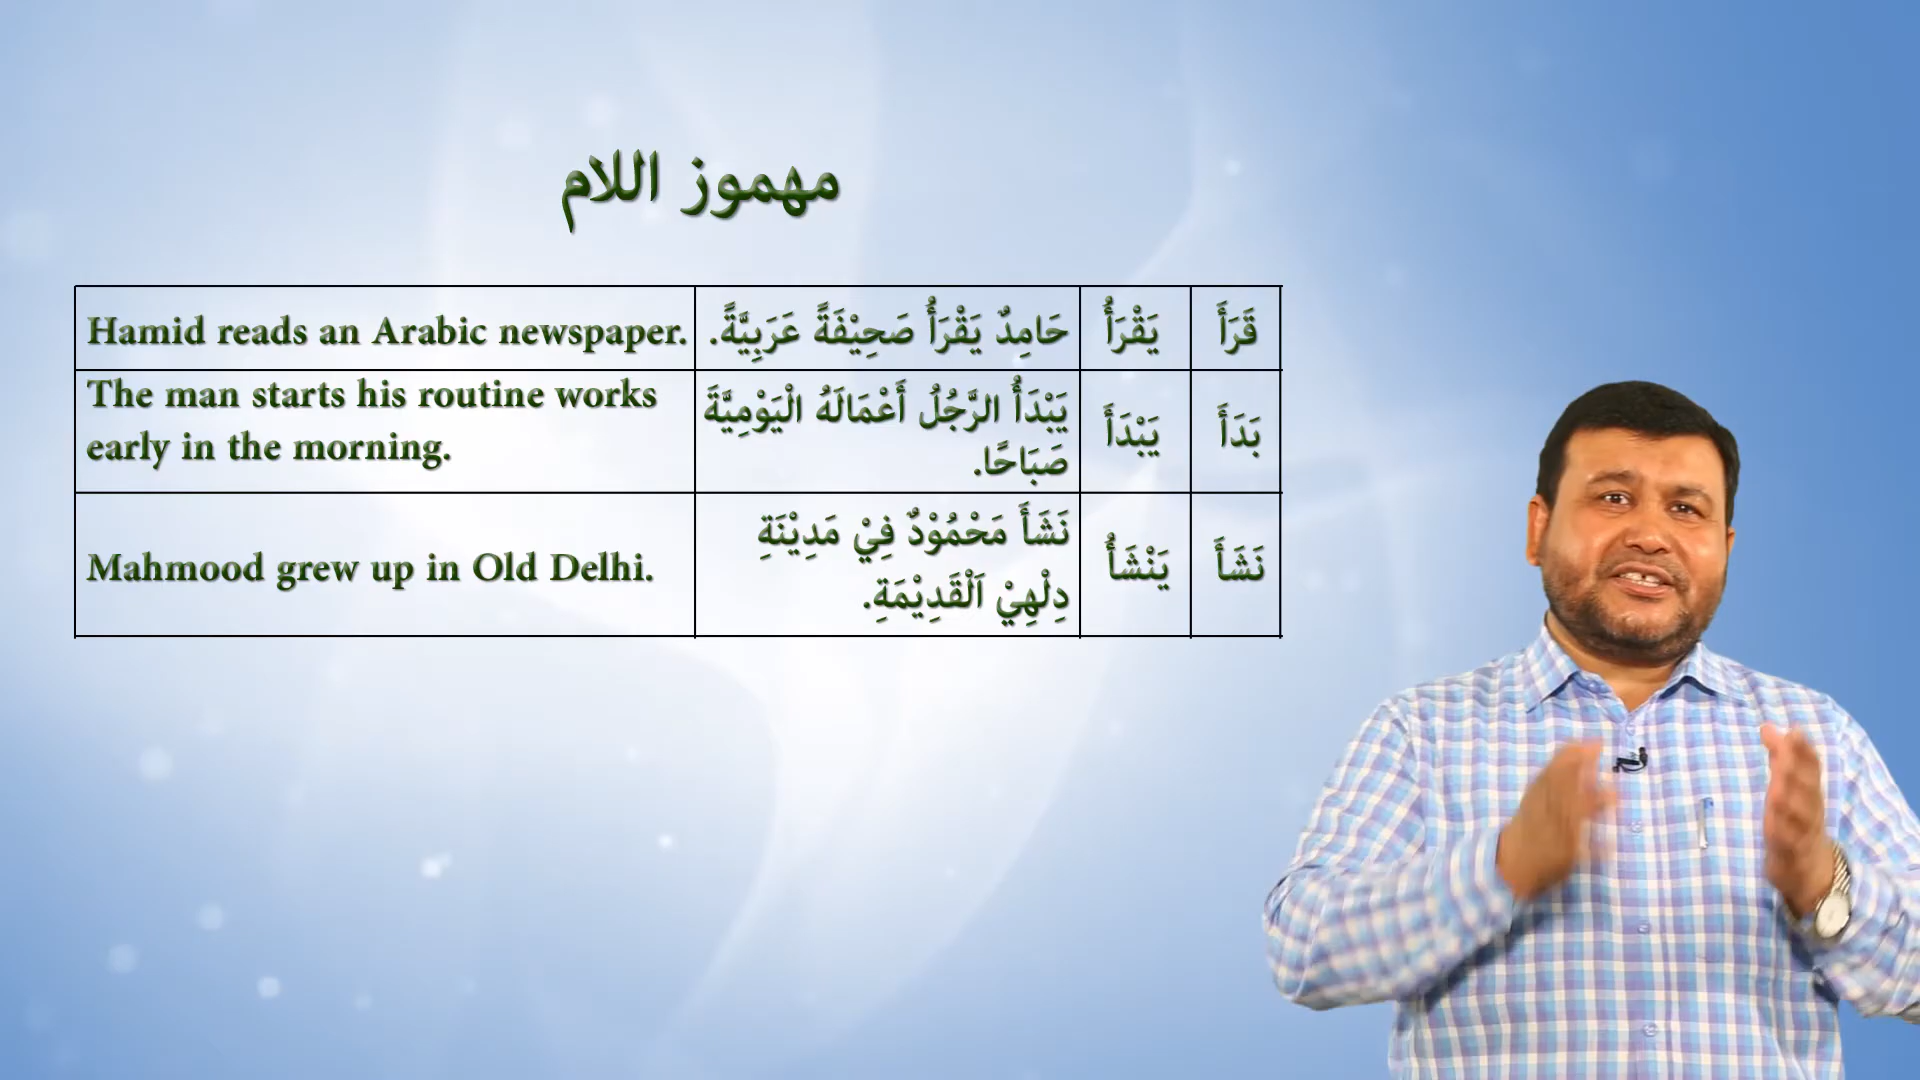 مهموز اللام
قَرَأَ يَقْرَأُ حَامِدٌ يَقْرَأُ صَحِيْفَةً عَرَبِيَّةً. Hamid reads an Arabic newspaper.
بَدَأَ يَبْدَأَ يَبْدَأُ الرَّجُلُ أَعْمَالَهُ الْيَوْمِيَّةَ
صَبَاحًا.
The man starts his routine works
early in the morning.
نَشَأَ يَنْشَأُ نَشَأَ مَحْمُوْدٌ فِيْ مَدِيْنَةِ
دِلْهِيْ اَلْقَدِيْمَةِ.
Mahmood grew up in Old Delhi.